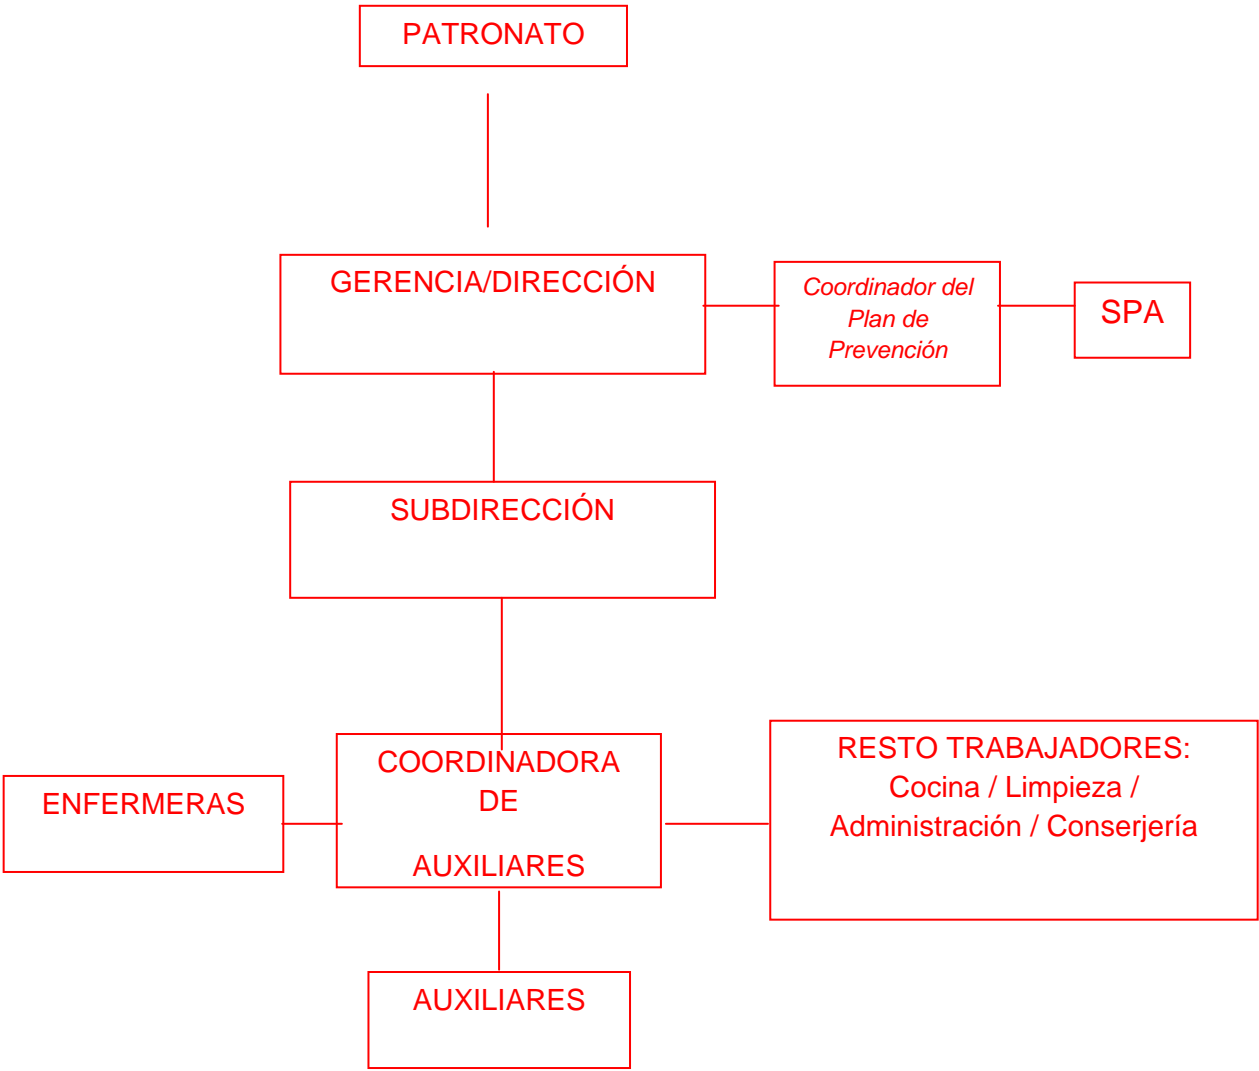 PATRONATO
GERENCIA/DIRECCIÓN
Coordinador del
Plan de
Prevención
SPA
SUBDIRECCIÓN
ENFERMERAS
COORDINADORA
DE
AUXILIARES
RESTO TRABAJADORES:
Cocina / Limpieza /
Administración / Conserjería
AUXILIARES